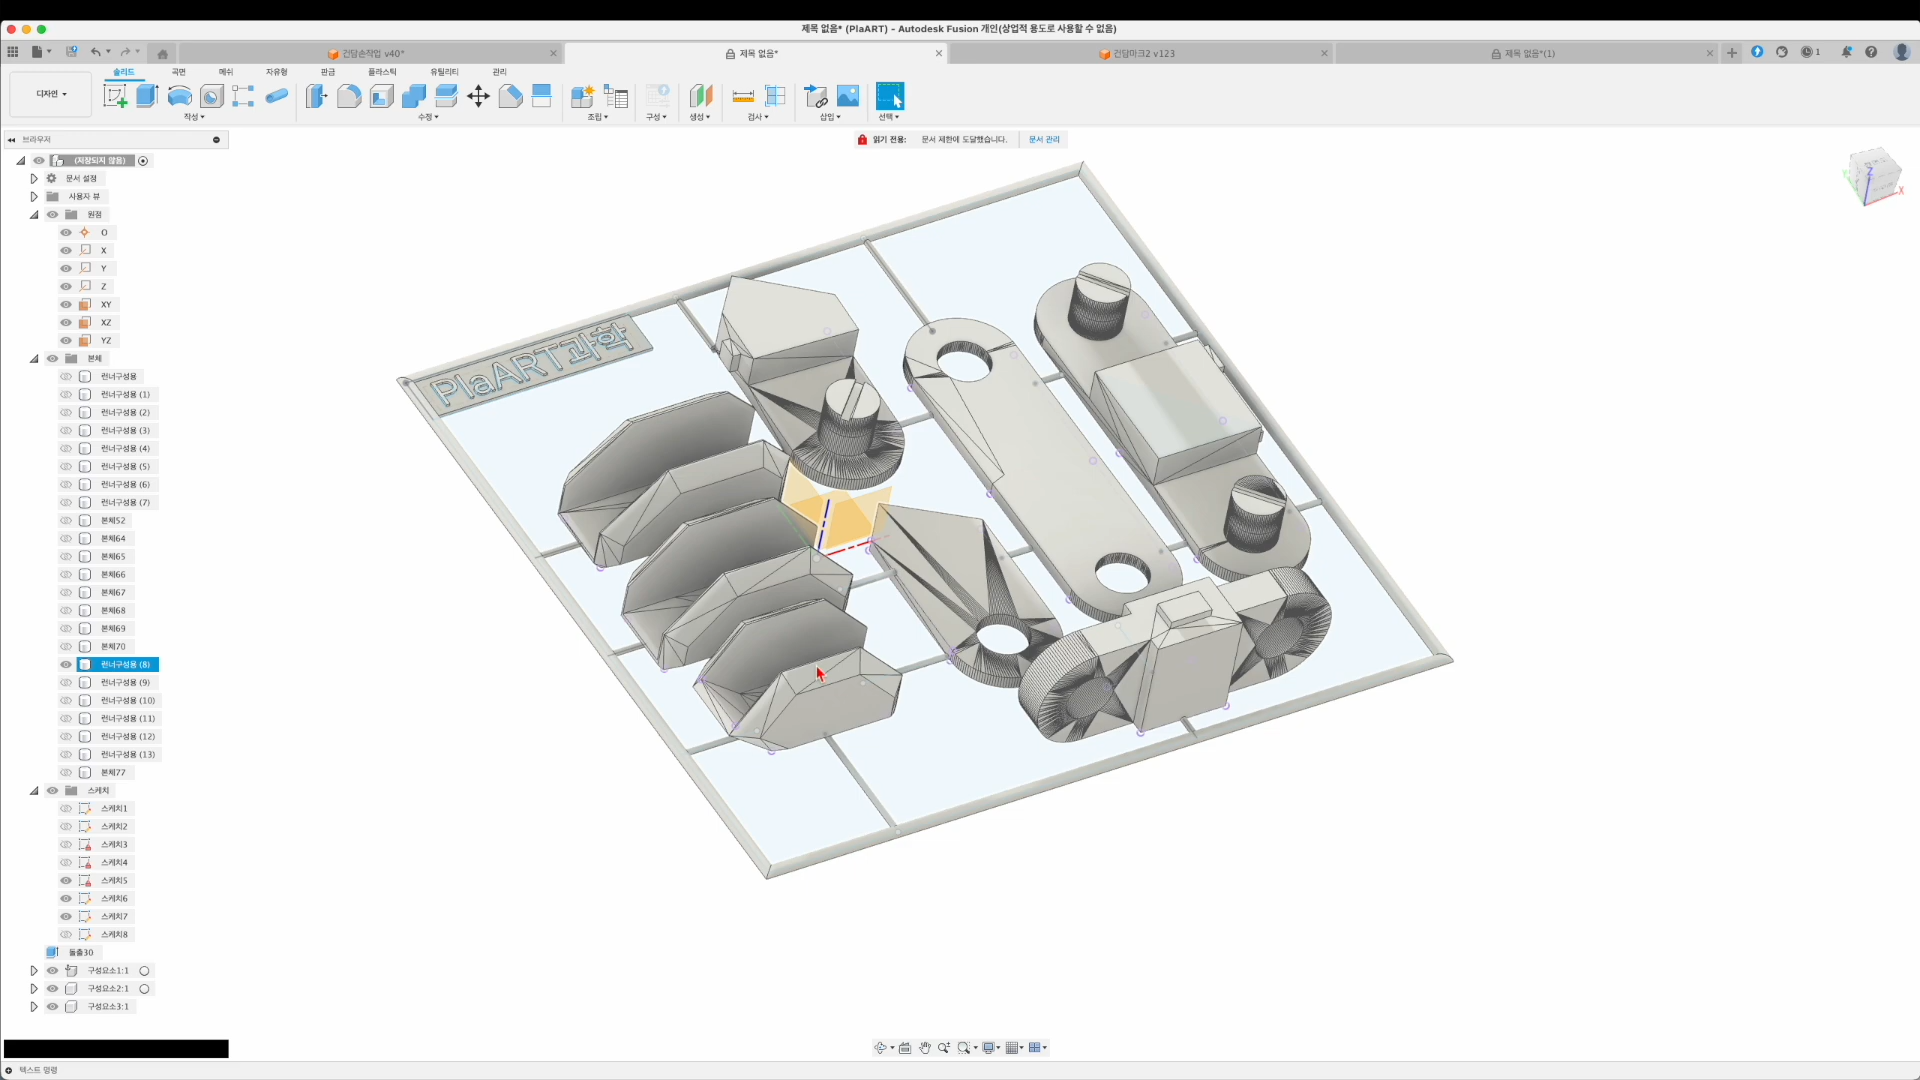 제목 없음* (PlaART) - Autodesk Fusion 개인(상업적 용도로 사용할 수 없음)
건담손작업 v40*
제목 없음*
건담마크2 v123
제목 없음*(1)
1
솔리드 곡면 메쉬 자유형 판금 플라스틱 유틸리티 관리
디자인
작성 수정 조립 구성 생성 검사 삽입 선택
브라우저
읽기 전용: 문서 제한에 도달했습니다. 문서 관리
(저장되지 않음)
문서 설정
사용자 뷰
원점
O
X
Y
Z
XY
XZ
YZ
본체
런너구성용
런너구성용 (1)
런너구성용 (2)
런너구성용 (3)
런너구성용 (4)
런너구성용 (5)
런너구성용 (6)
런너구성용 (7)
본체52
본체64
본체65
본체66
본체67
본체68
본체69
본체70
런너구성용 (8)
런너구성용 (9)
런너구성용 (10)
런너구성용 (11)
런너구성용 (12)
런너구성용 (13)
본체77
스케치
스케치1
스케치2
스케치3
스케치4
스케치5
스케치6
스케치7
스케치8
돌출30
구성요소1:1
구성요소2:1
구성요소3:1
PlaART과학
Z
X
텍스트 명령